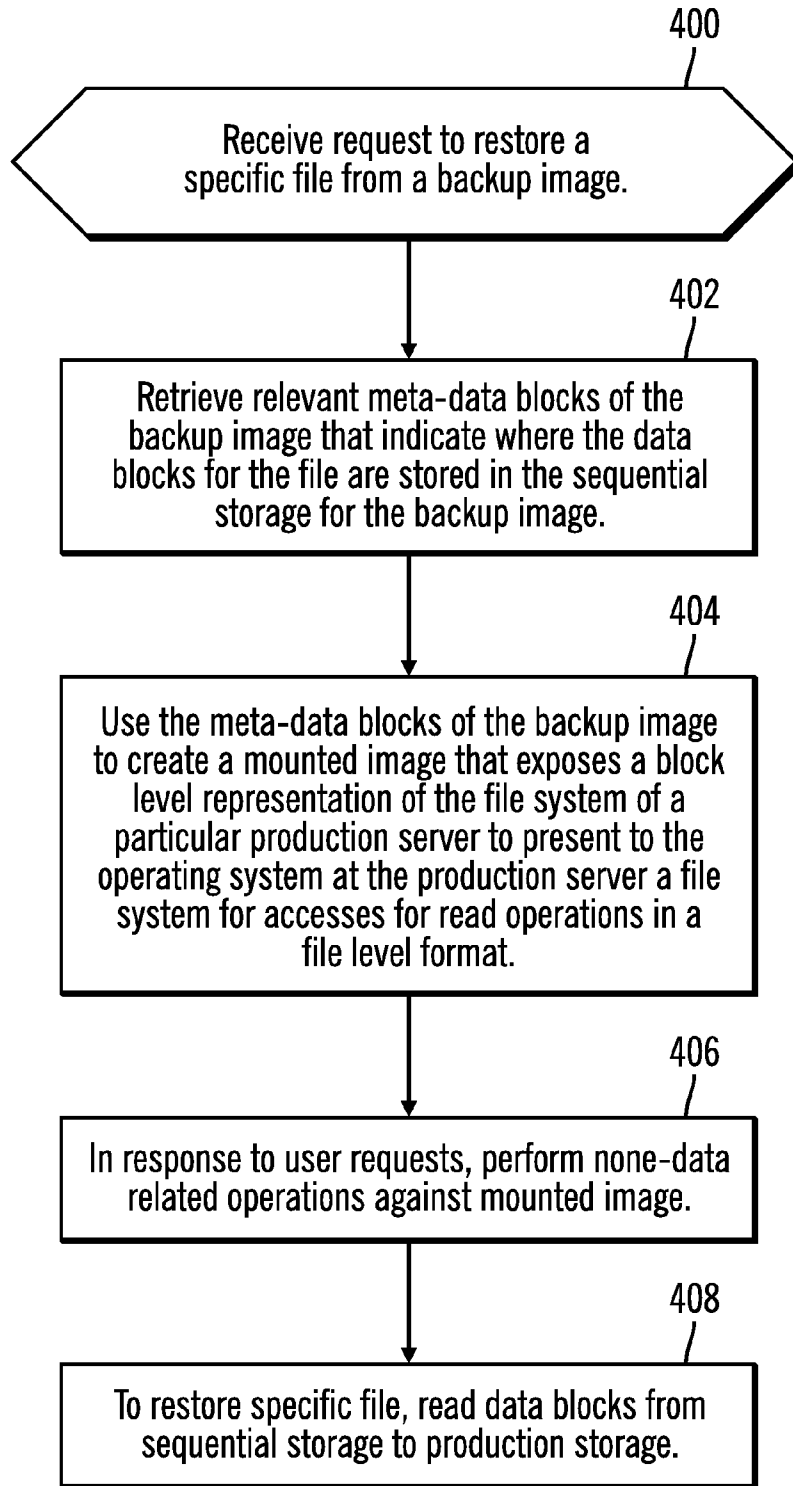 400
Receive request to restore a
specific file from a backup image.
402
Retrieve relevant meta-data blocks of the
backup image that indicate where the data
blocks for the file are stored in the sequential
storage for the backup image.
404
Use the meta-data blocks of the backup image
to create a mounted image that exposes a block
level representation of the file system of a
particular production server to present to the
operating system at the production server a file
system for accesses for read operations in a
file level format.
406
In response to user requests, perform none-data
related operations against mounted image.
408
To restore specific file, read data blocks from
sequential storage to production storage.